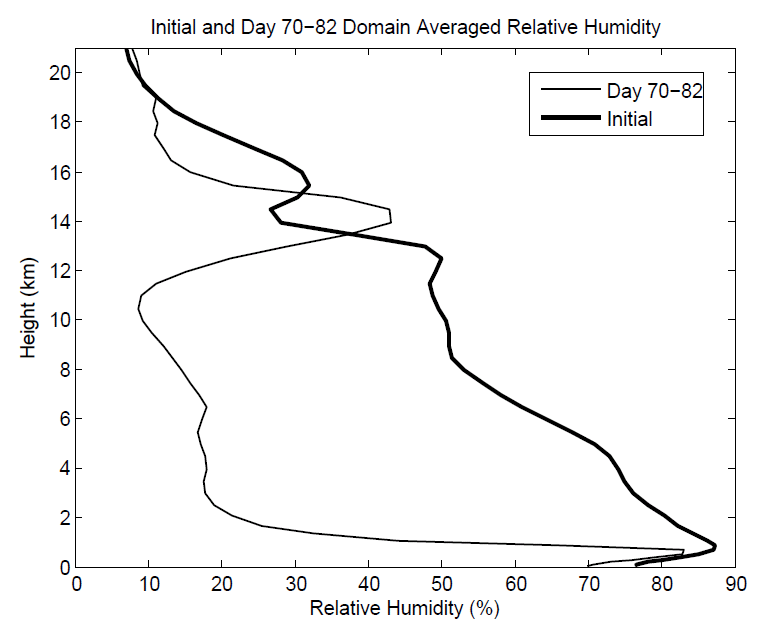 Initial and Day 70−82 Domain Averaged Relative Humidity
20
18
16
14
12
10
8
6
4
2
0
Height (km)
Day 70−82
Initial
0 10 20 30 40 50 60 70 80 90
Relative Humidity (%)